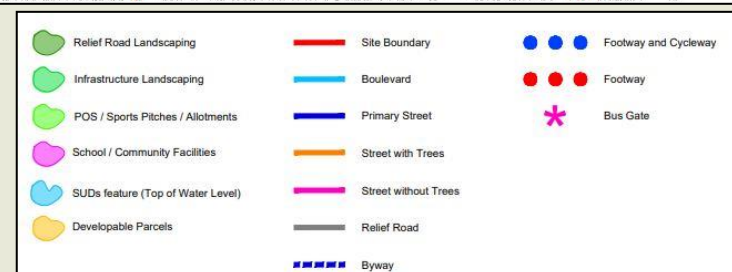 Relief Road Landscaping
Infrastructure Landscaping
POS / Sports Pitches / Allotments
School / Community Facilities
SUDs feature (Top of Water Level)
Developable Parcels
Site Boundary
Boulevard
Primary Street
Street with Trees
Street without Trees
Relief Road
Byway
Footway and Cycleway
Footway
Bus Gate